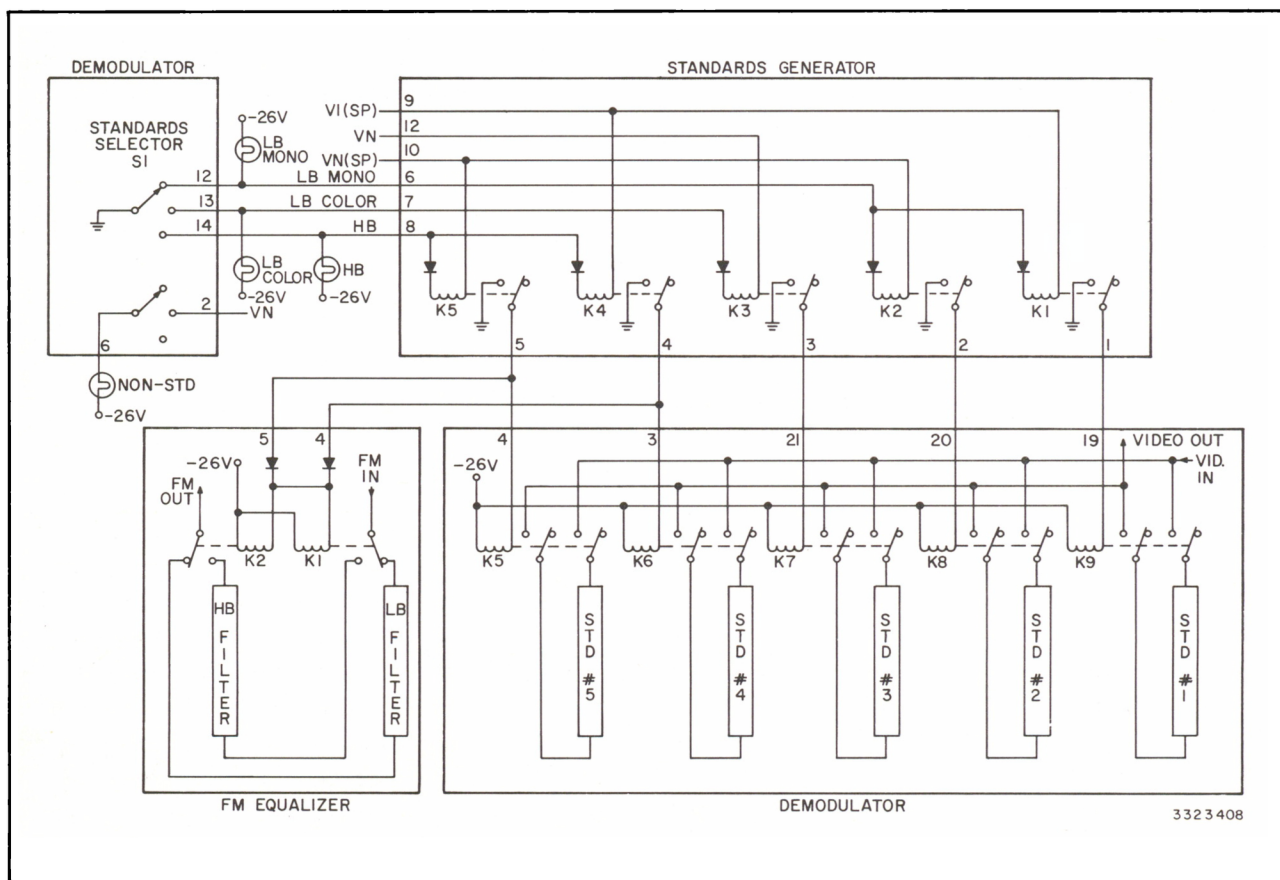 DEMODULATOR
STANDARDS GENERATOR
STANDARDS
SELECTOR
S1
-26V
LB
MONO
12
13
14
2
VN
6
NON-STD
-26V
LB
COLOR
-26V
HB
-26V
VI(SP)
9
VN
12
VN(SP)
10
LB MONO
6
LB COLOR
7
HB
8
K5
K4
K3
K2
K1
5
4
3
2
1
5
4
-26V
FM
OUT
FM
IN
K2
K1
HB
FILTER
LB
FILTER
FM EQUALIZER
4
3
21
20
19
VIDEO OUT
VID.
IN
-26V
K5
K6
K7
K8
K9
STD #5
STD #4
STD #3
STD #2
STD #1
DEMODULATOR
3323408